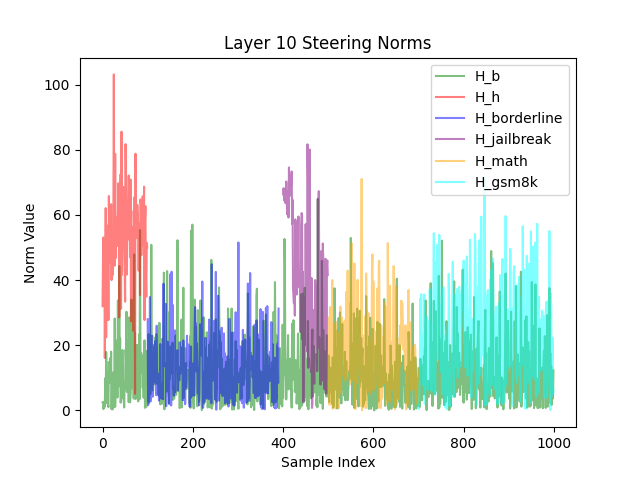 Layer 10 Steering Norms
Norm Value
100
80
60
40
20
0
H_b
H_h
H_borderline
H_jailbreak
H_math
H_gsm8k
0
200
400
600
800
1000
Sample Index